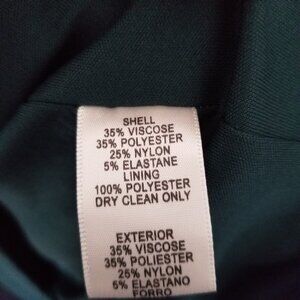 SHELL
35% VISCOSE
35% POLYESTER
25% NYLON
5% ELASTANE
LINING
100% POLYESTER
DRY CLEAN ONLY
EXTERIOR
35% VISCOSE
35% POLIESTER
25% NYLON
5% ELASTANO
FORRO